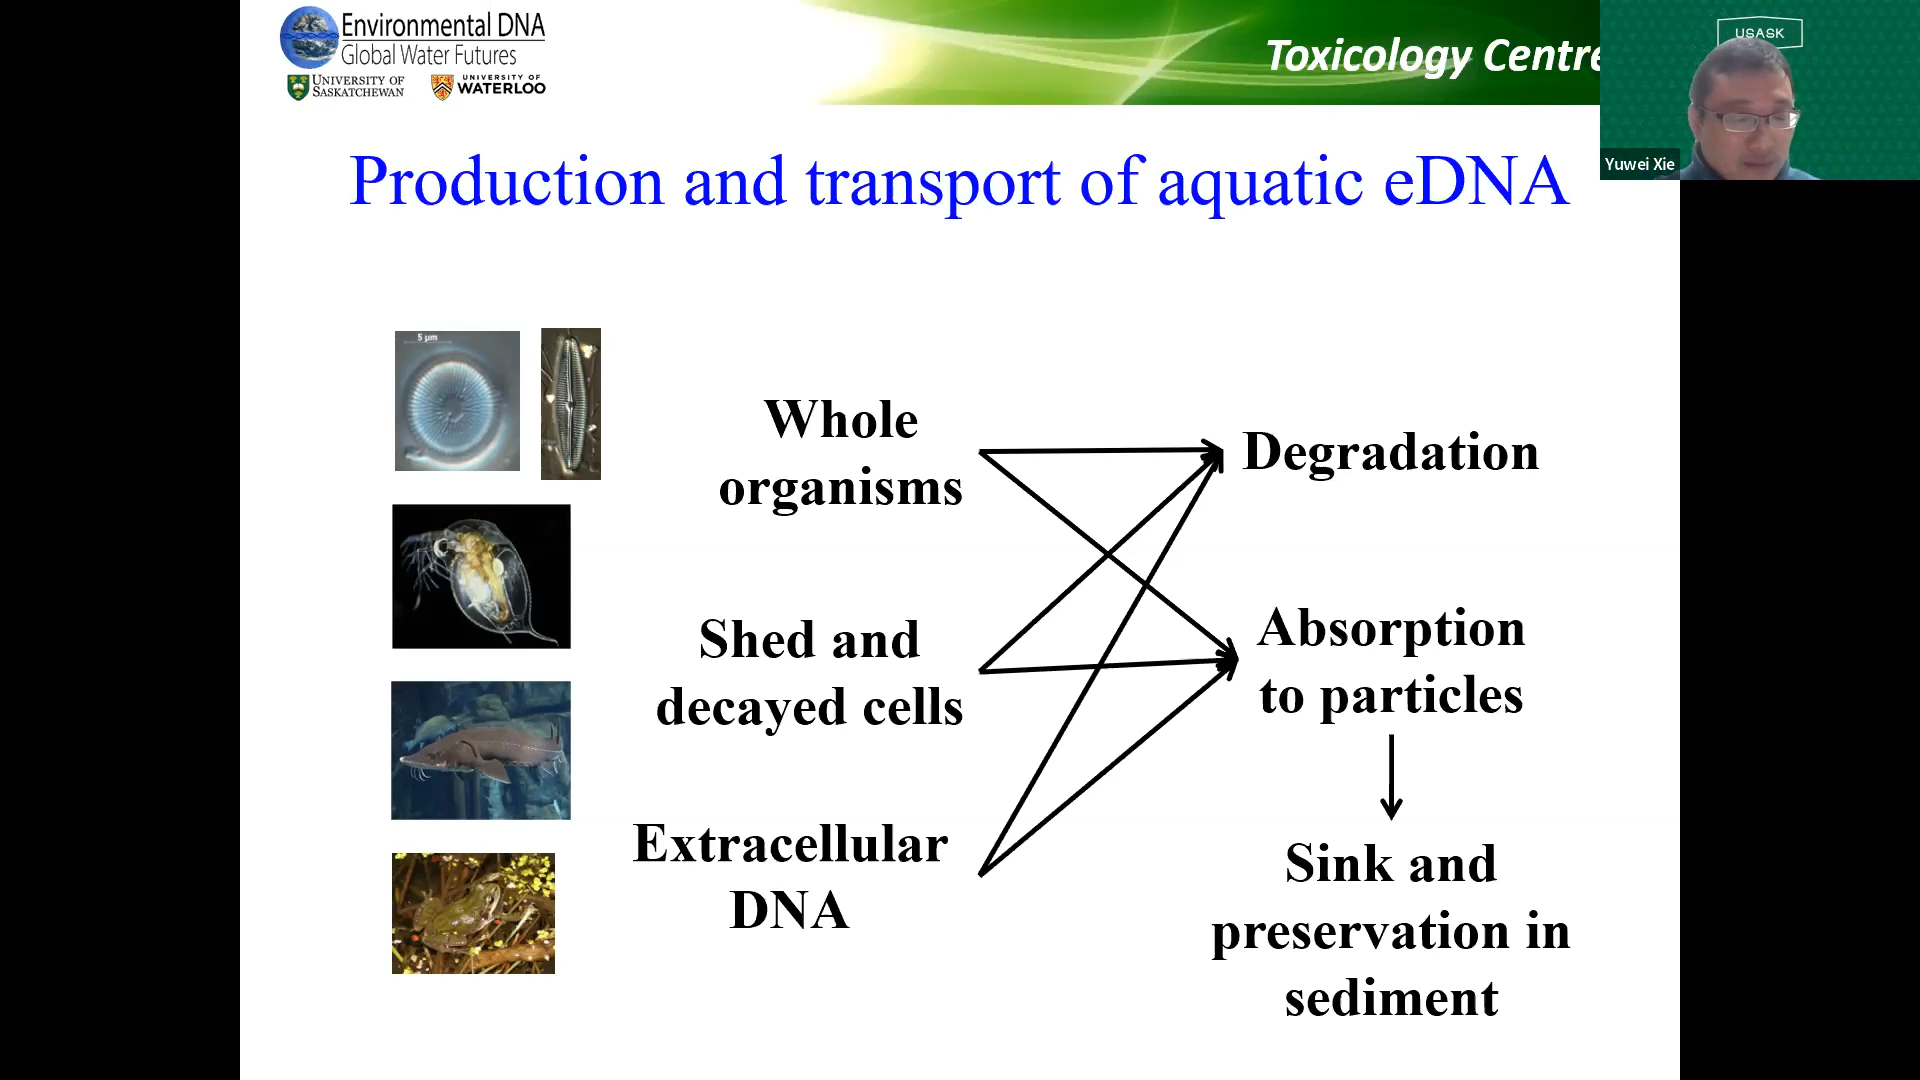 Environmental DNA
Global Water Futures
UNIVERSITY OF
SASKATCHEWAN
UNIVERSITY OF
WATERLOO
Toxicology Centre
USASK
Yuwei Xie
Production and transport of aquatic eDNA
5 µm
Whole
organisms
Shed and
decayed cells
Extracellular
DNA
Degradation
Absorption
to particles
Sink and
preservation in
sediment